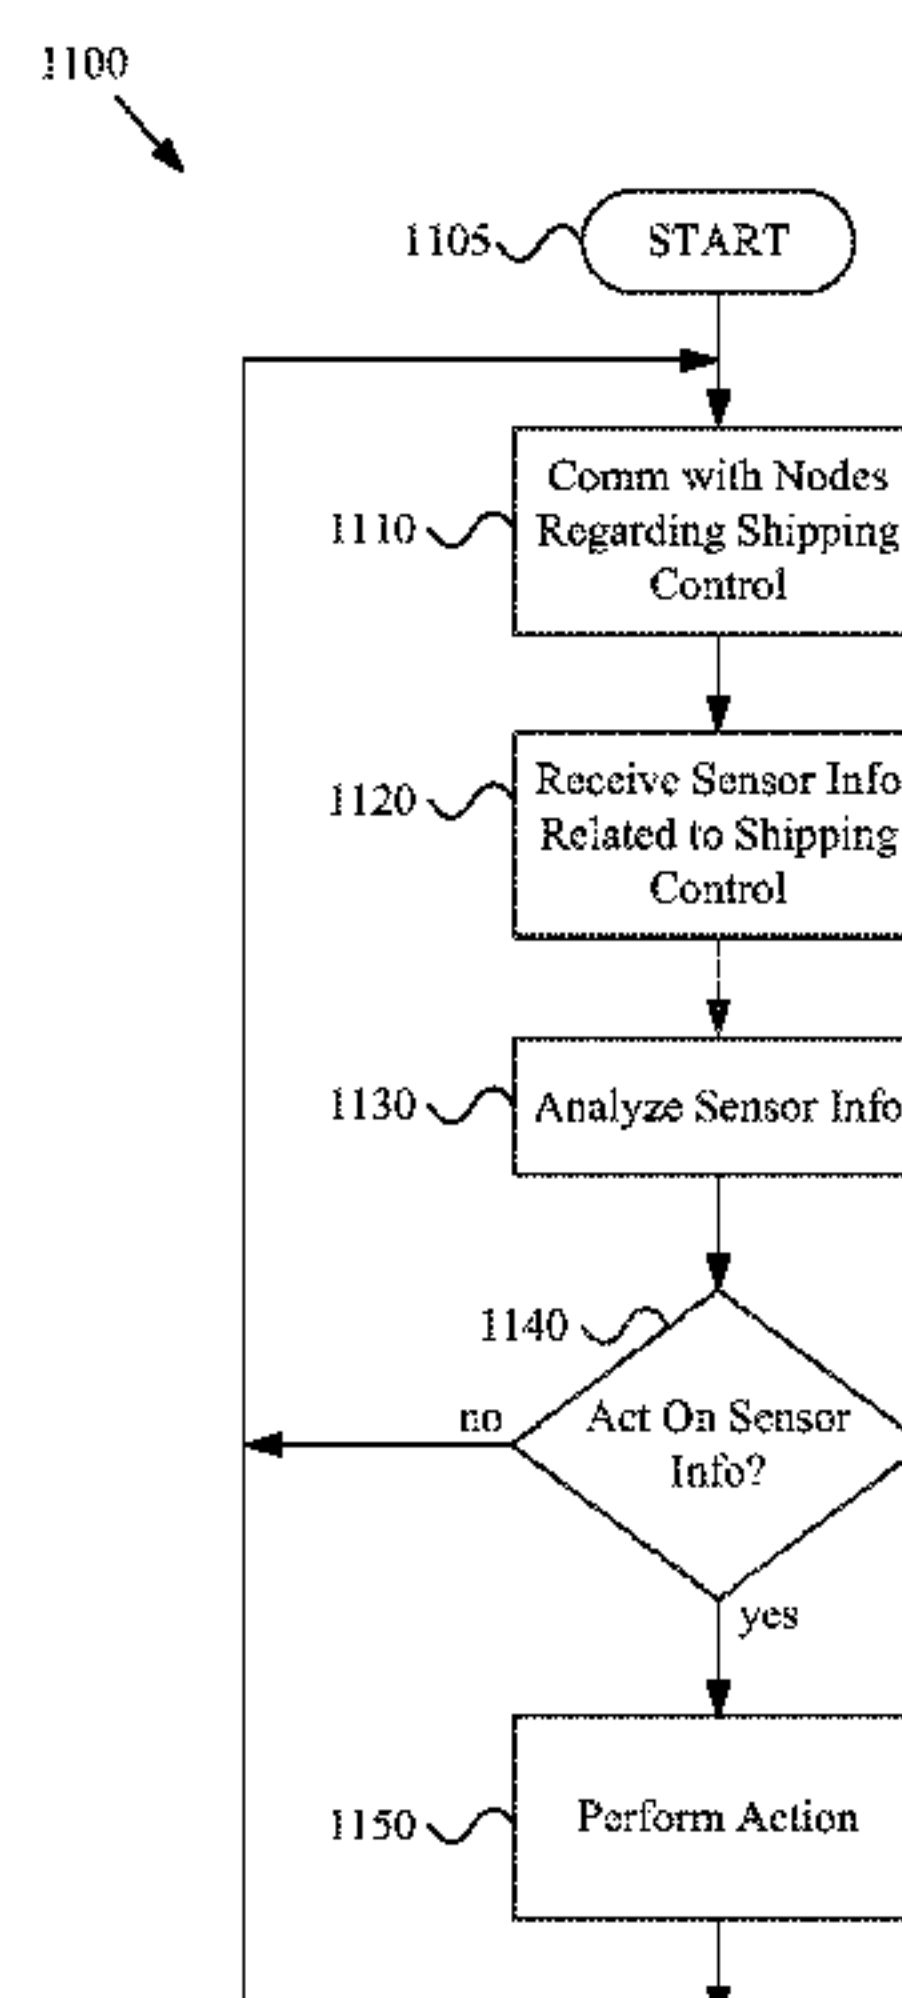 1100
1105
START
1110
Comm with Nodes
Regarding Shipping
Control
1120
Receive Sensor Info
Related to Shipping
Control
1130
Analyze Sensor Info
1140
no
Act On Sensor
Info?
yes
1150
Perform Action